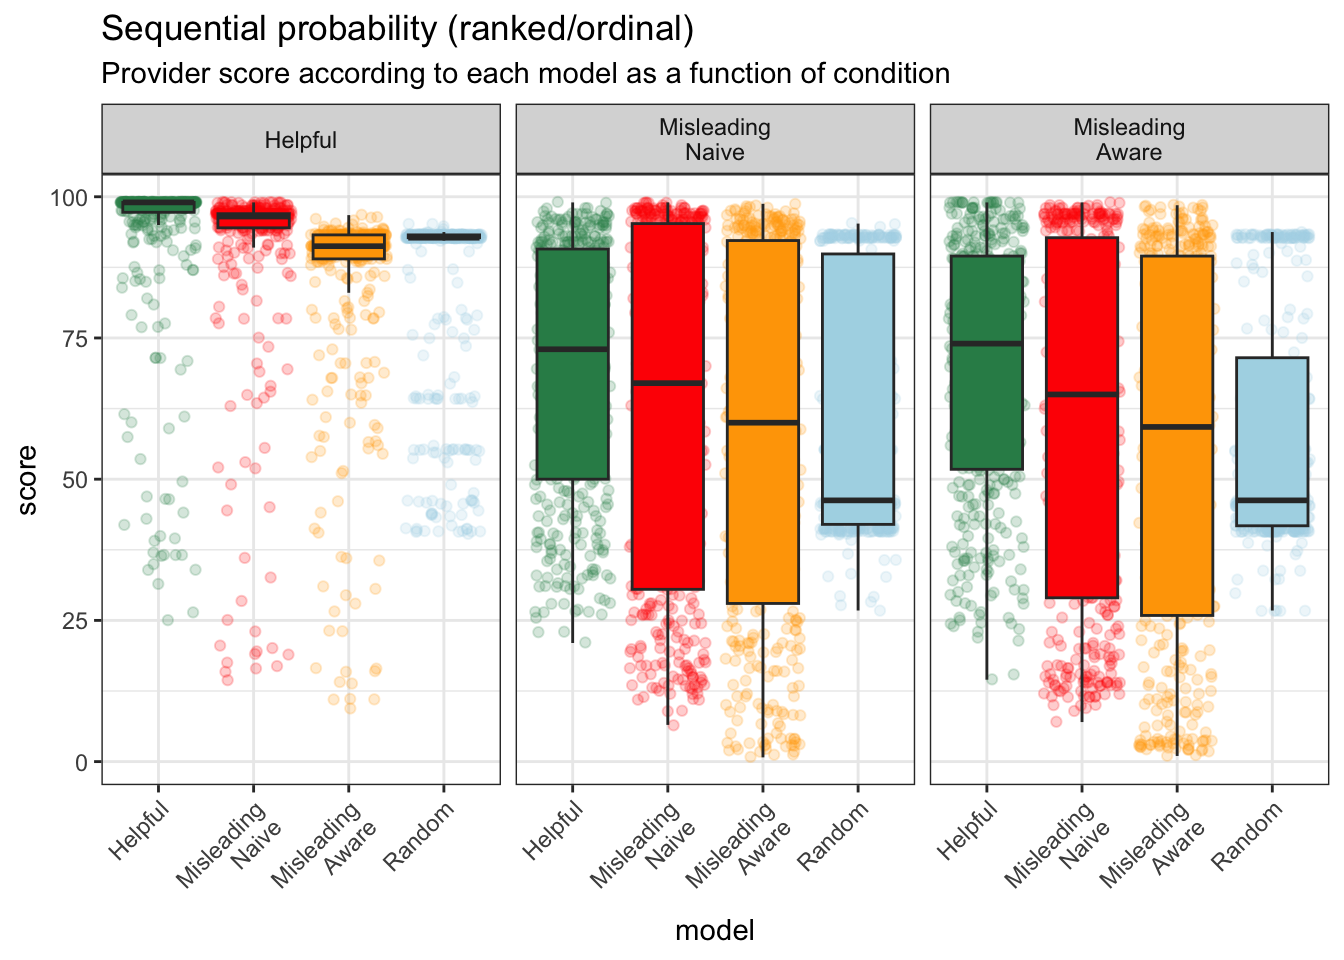 Sequential probability (ranked/ordinal)
Provider score according to each model as a function of condition
Helpful
Misleading
Naive
Misleading
Aware
score
100
75
50
25
0
Helpful
Misleading
Naive
Misleading
Aware
Random
Helpful
Misleading
Naive
Misleading
Aware
Random
Helpful
Misleading
Naive
Misleading
Aware
Random
model